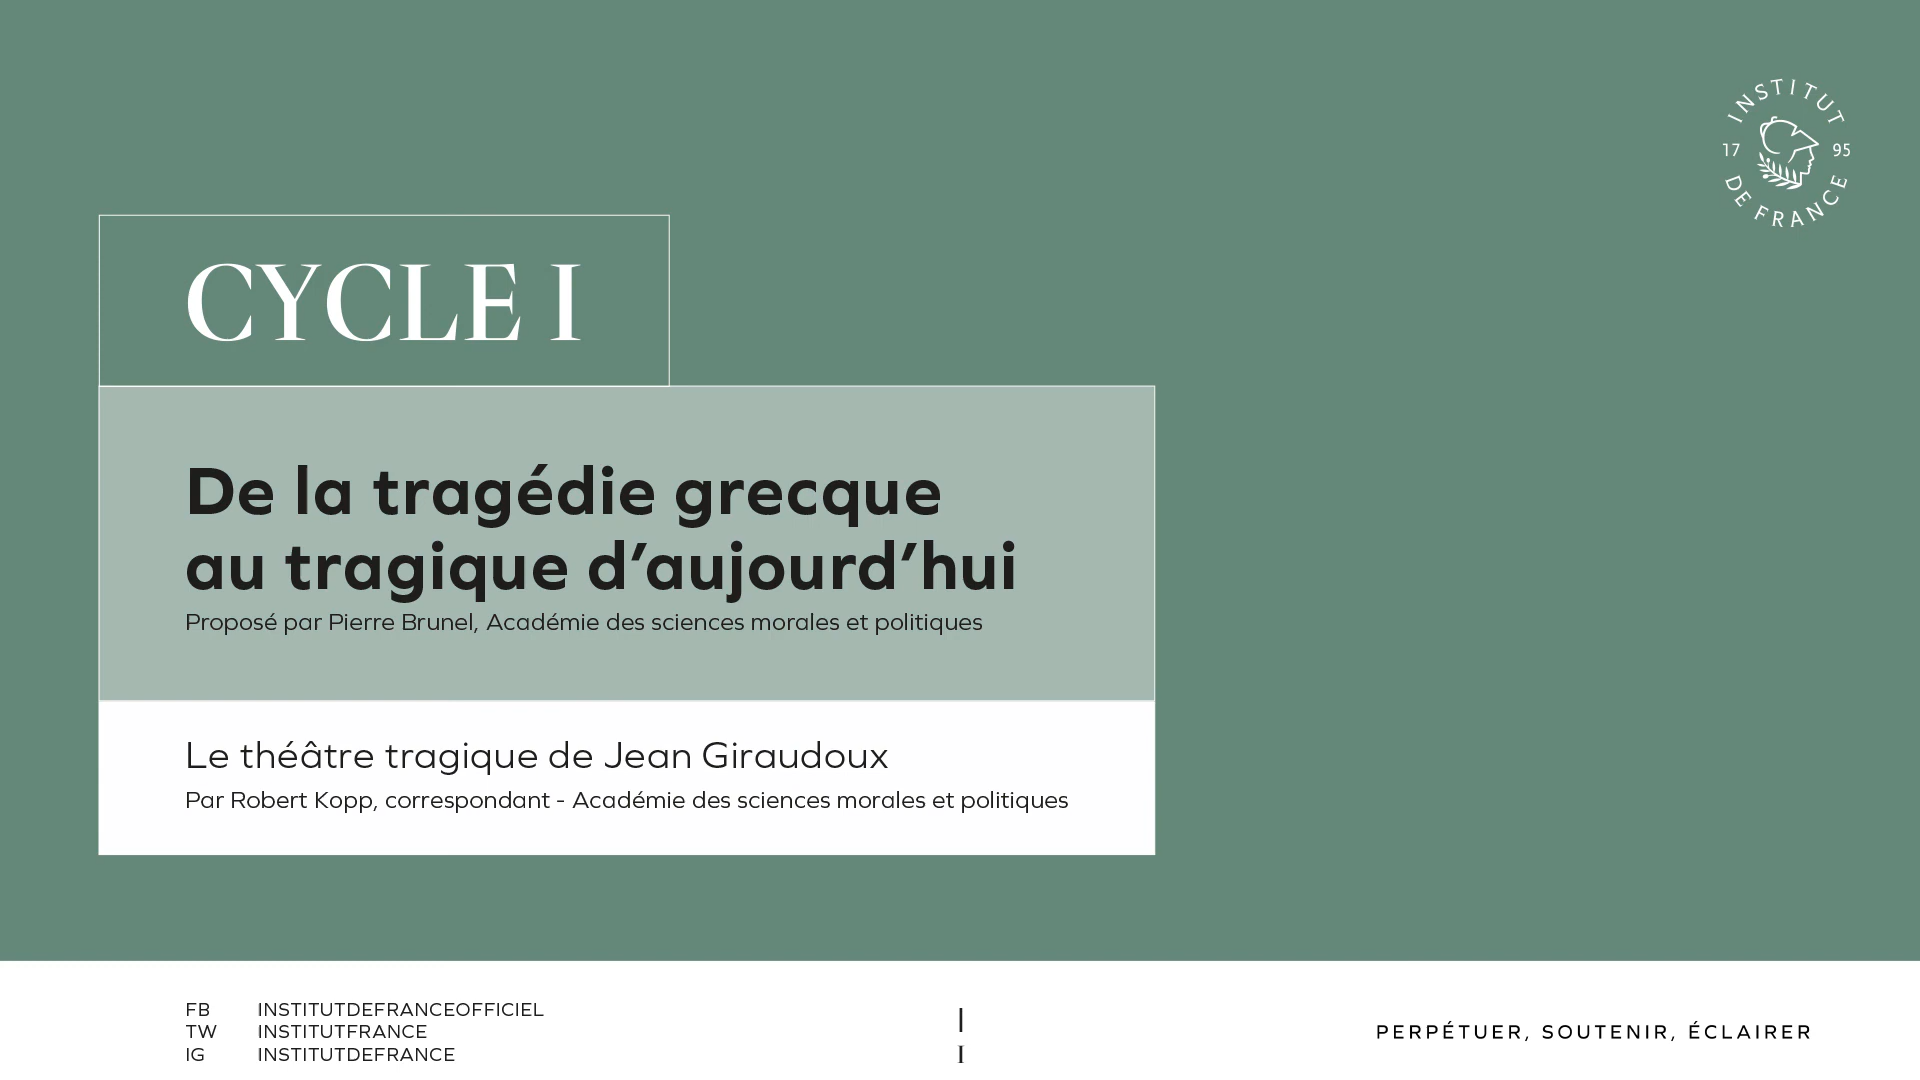 INSTITUT
17 95
DE FRANCE
CYCLE I
De la tragédie grecque
au tragique d’aujourd’hui
Proposé par Pierre Brunel, Académie des sciences morales et politiques
Le théâtre tragique de Jean Giraudoux
Par Robert Kopp, correspondant - Académie des sciences morales et politiques
FB INSTITUTDEFRANCEOFFICIEL
TW INSTITUTFRANCE
IG INSTITUTDEFRANCE
I
I
PERPÉTUER, SOUTENIR, ÉCLAIRER